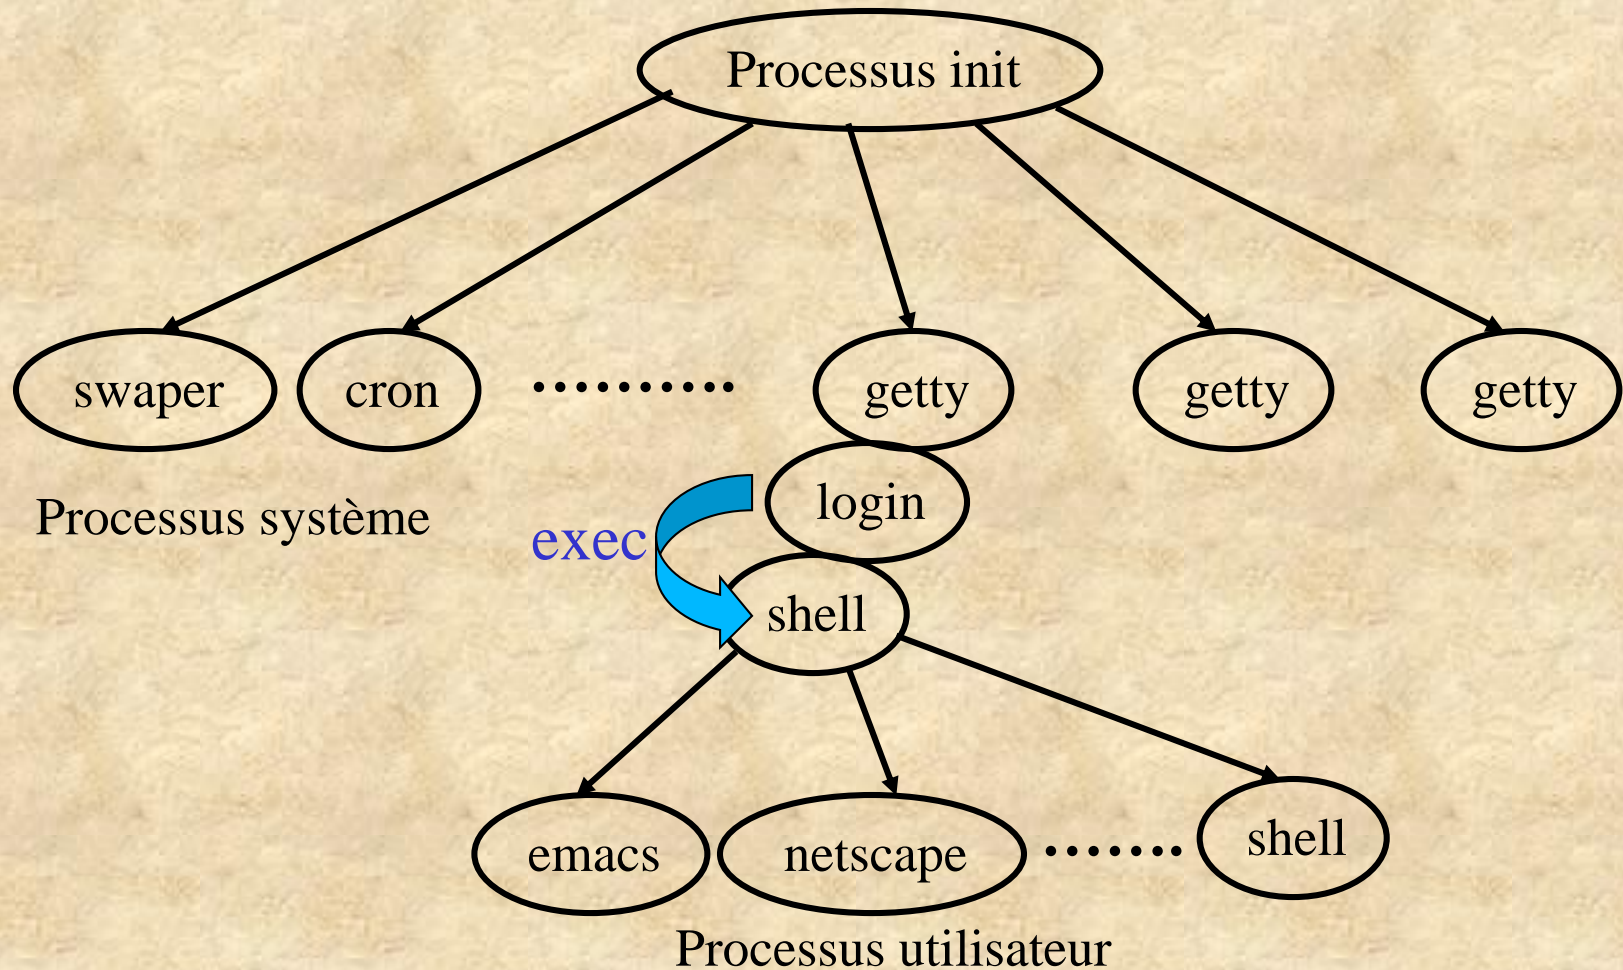 Processus init
swaper
cron
..........
getty
getty
getty
login
Processus système
exec
shell
emacs
netscape
.......
shell
Processus utilisateur